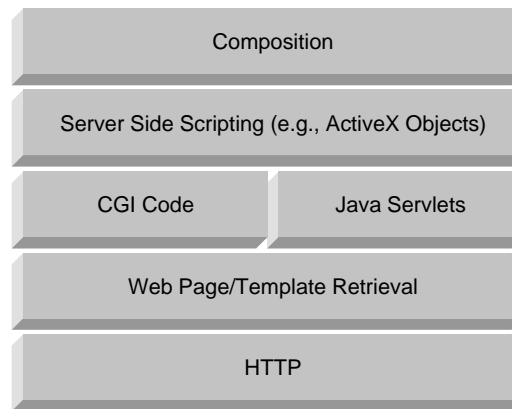 Composition
Server Side Scripting (e.g., ActiveX Objects)
CGI Code
Java Servlets
Web Page/Template Retrieval
HTTP